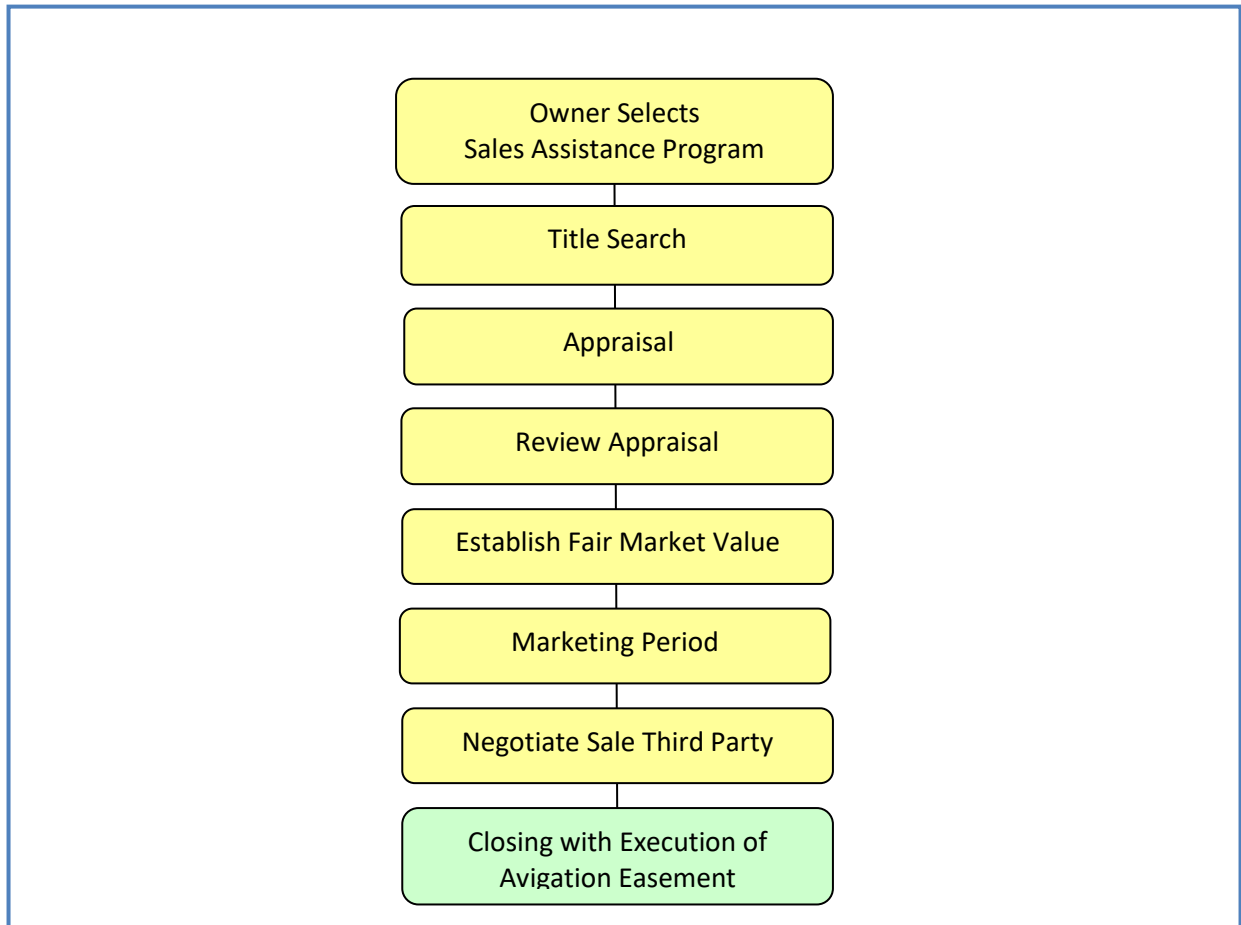 Owner Selects
Sales Assistance Program
Title Search
Appraisal
Review Appraisal
Establish Fair Market Value
Marketing Period
Negotiate Sale Third Party
Closing with Execution of
Avigation Easement